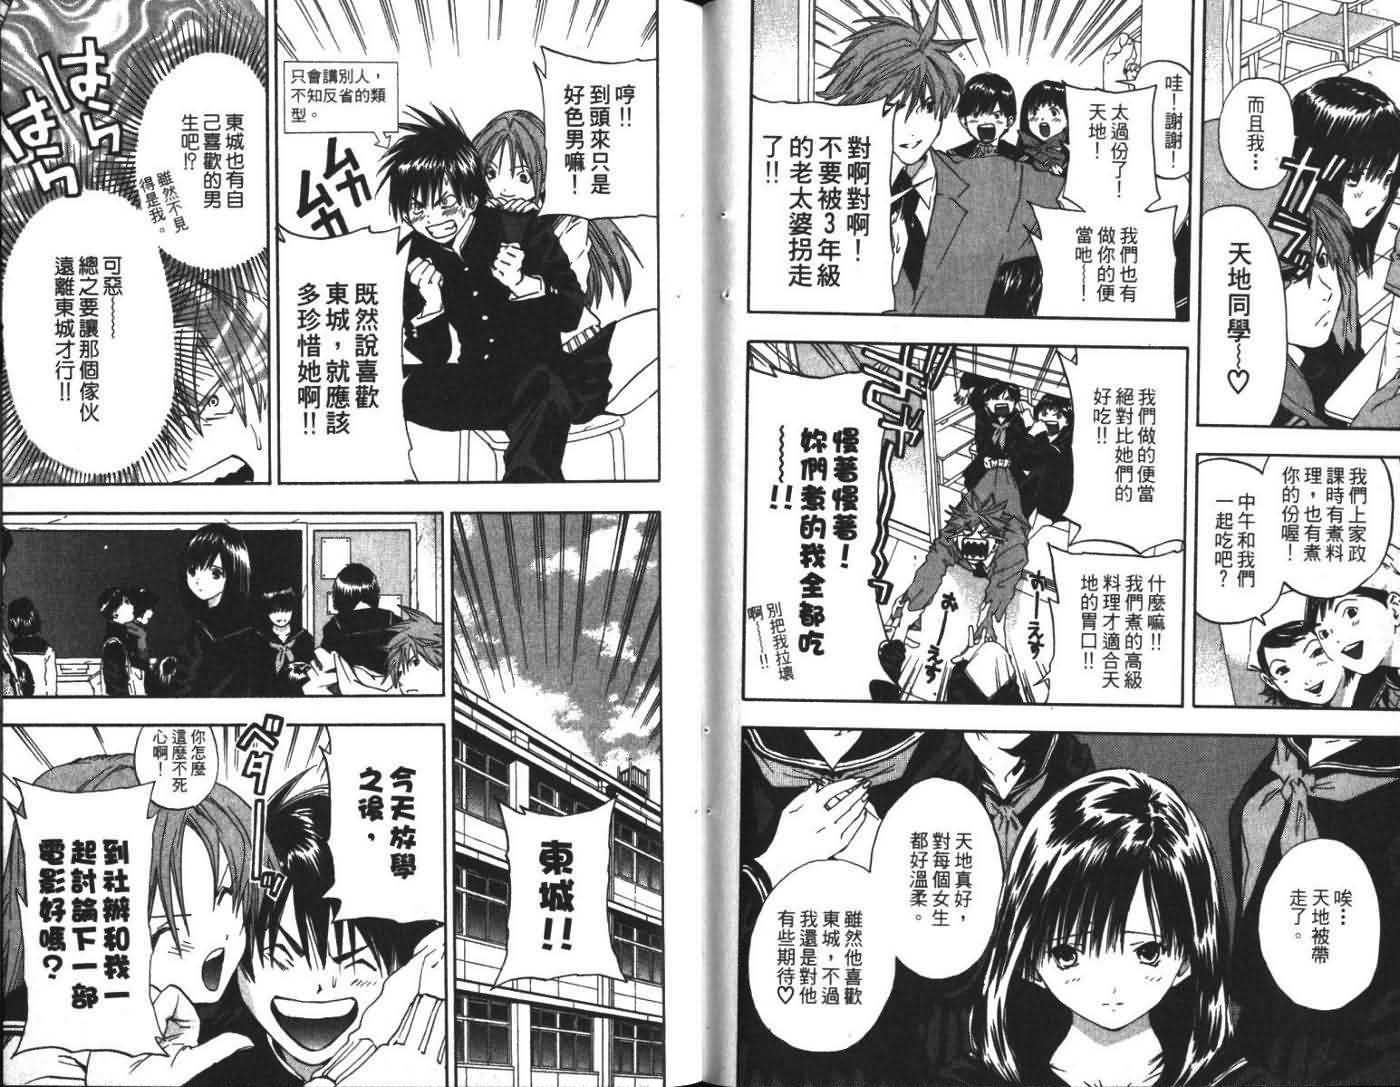 而且我…
天地同學~~♡
哇！謝謝！
太過份了！
天地！
我們也有
做你的便
當吔~~！
對啊對啊！
不要被3年級
的老太婆拐走
了!!
我們上家政
課時有煮料
理，也有煮
你的份喔！
中午和我們
一起吃吧？
我們做的便當
絕對比她們的
好吃!!
什麼嘛!!
我們煮的高級
料理才適合天
地的胃口!!
慢著慢著！
妳們煮的我全都吃
~~!!
別把我拉壞
啊~~!!
おーえす
おーえす
唉…
天地被帶
走了。
天地真好，
對每個女生
都好溫柔。
雖然他喜歡
東城，不過
我還是對他
有些期待♡
哼!!
到頭來只是
好色男嘛！
只會講別人，
不知反省的類
型。
ムカ
ムカ
既然說喜歡
東城，就應該
多珍惜她啊!!
はら
はら
東城也有自
己喜歡的男
生吧!?
雖然不見
得是我。
可惡~~
總之要讓那個傢伙
遠離東城才行!!
東城!!
今天放學
之後，
ベタ
你怎麼
這麼不死
心啊！
到社辦和我一
起討論下一部
電影好嗎？